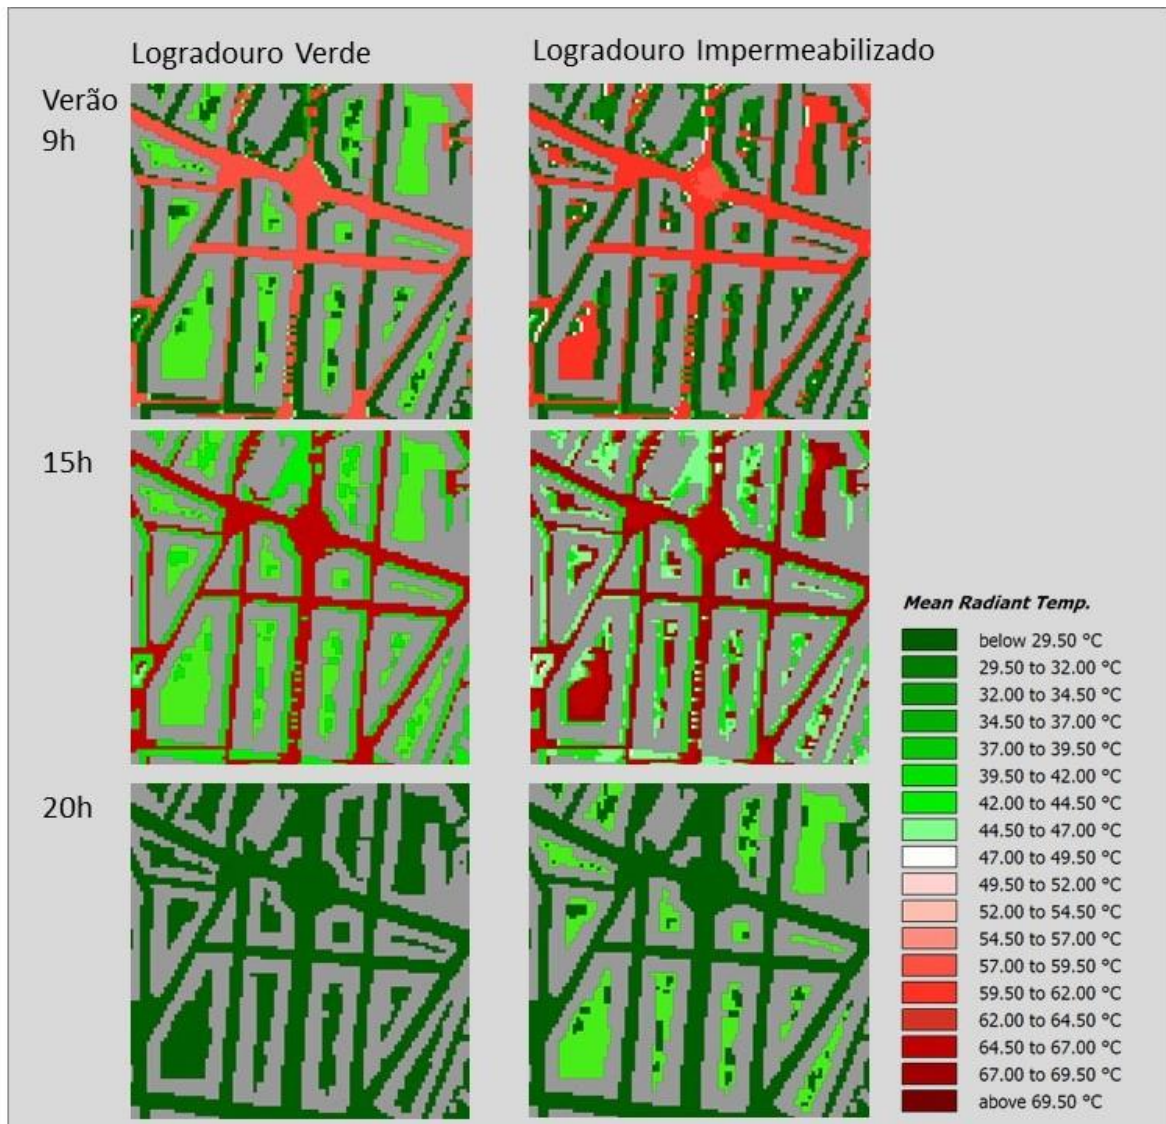 Logradouro Verde
Logradouro Impermeabilizado
Verão
9h
15h
20h
Mean Radiant Temp.
below 29.50 °C
29.50 to 32.00 °C
32.00 to 34.50 °C
34.50 to 37.00 °C
37.00 to 39.50 °C
39.50 to 42.00 °C
42.00 to 44.50 °C
44.50 to 47.00 °C
47.00 to 49.50 °C
49.50 to 52.00 °C
52.00 to 54.50 °C
54.50 to 57.00 °C
57.00 to 59.50 °C
59.50 to 62.00 °C
62.00 to 64.50 °C
64.50 to 67.00 °C
67.00 to 69.50 °C
above 69.50 °C